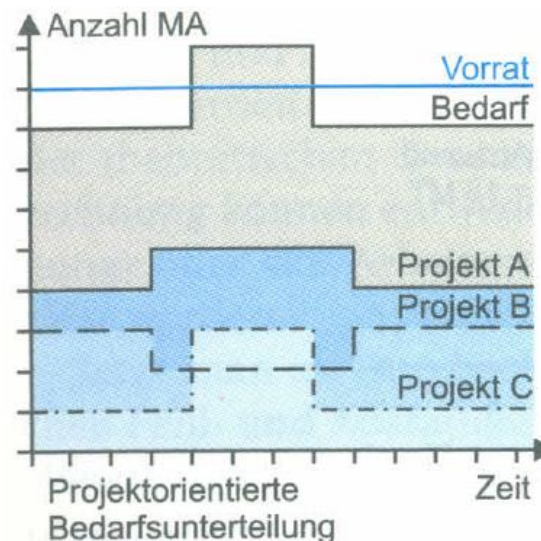 Anzahl MA
Vorrat
Bedarf
Projekt A
Projekt B
Projekt C
Projektorientierte
Bedarfsunterteilung
Zeit